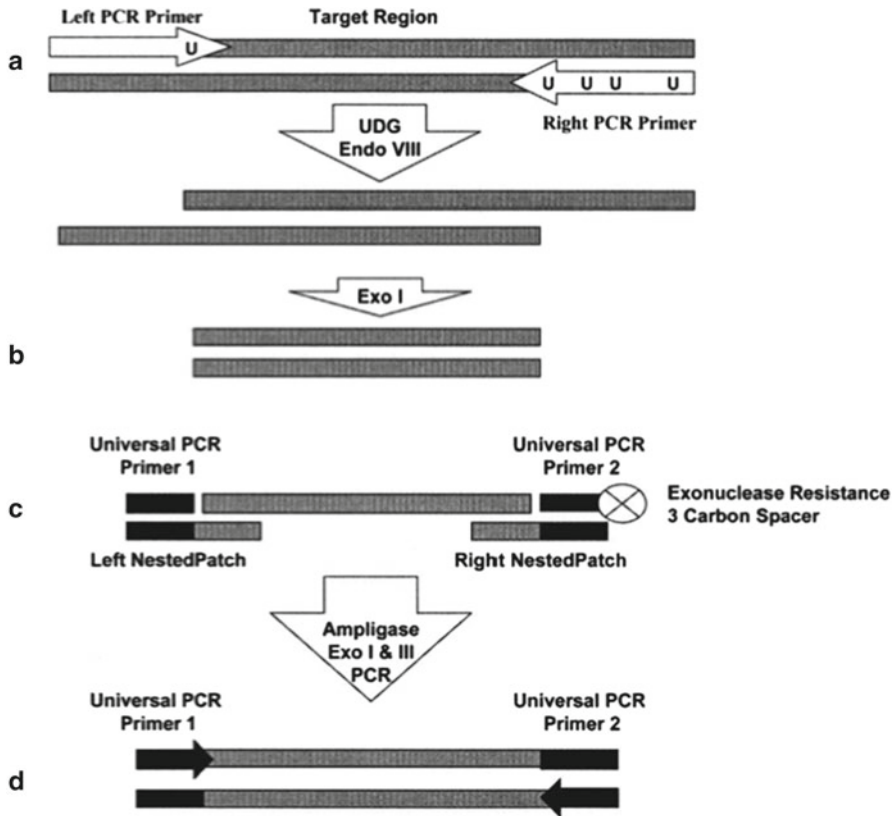 Left PCR Primer
Target Region
U
a
U U U U
Right PCR Primer
UDG
Endo VIII
Exo I
b
Universal PCR
Primer 1
Universal PCR
Primer 2
c
Exonuclease Resistance
3 Carbon Spacer
Left NestedPatch
Right NestedPatch
Ampligase
Exo I & III
PCR
Universal PCR
Primer 1
Universal PCR
Primer 2
d